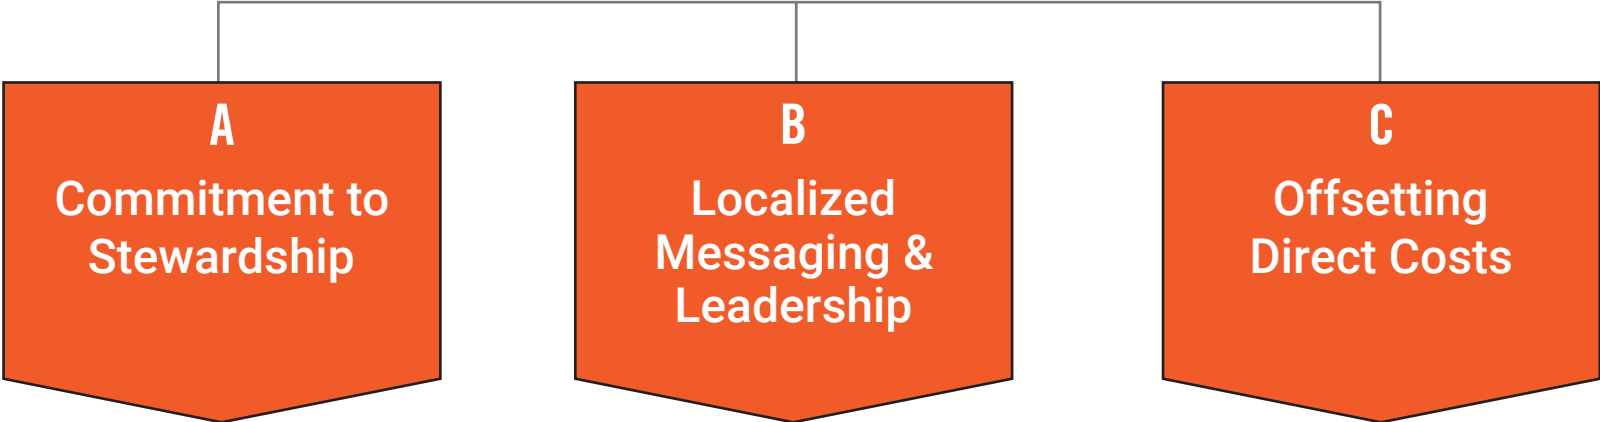 A
Commitment to
Stewardship
B
Localized
Messaging &
Leadership
C
Offsetting
Direct Costs